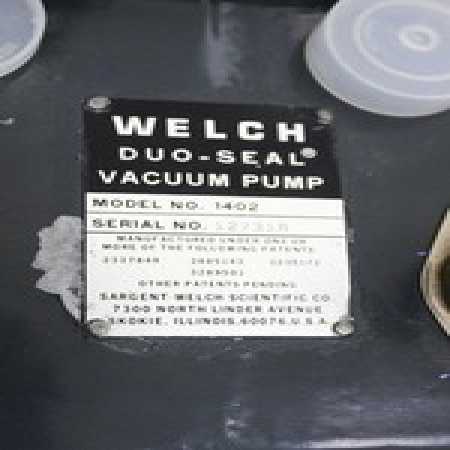 WELCH
DUO-SEAL®
VACUUM PUMP
MODEL NO. 1402
SERIAL NO.
MANUFACTURED UNDER ONE OR
MORE OF THE FOLLOWING PATENTS
OTHER PATENTS PENDING
SARGENT-WELCH SCIENTIFIC CO.
7300 NORTH LINDER AVENUE
SKOKIE, ILLINOIS, 60076, U.S.A.